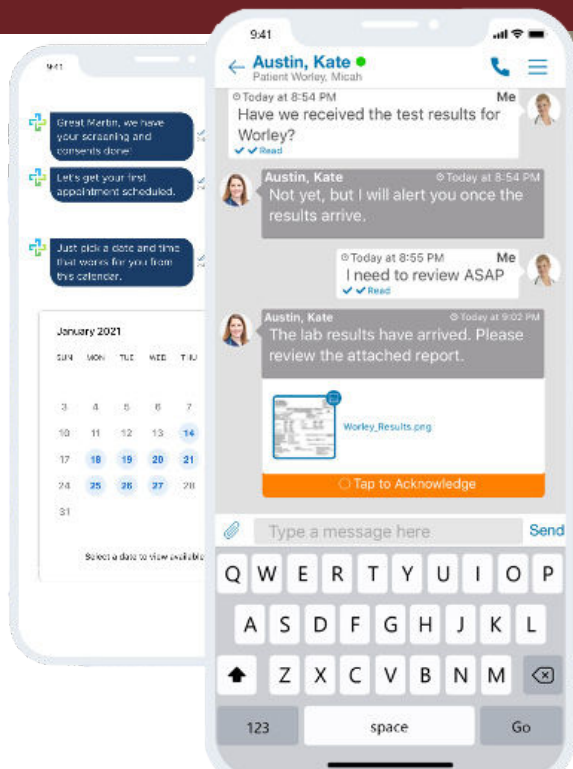 9:41
Great Martin, we have
your screening and
consents done!
Let's get your first
appointment scheduled.
Just pick a date and time
that works for you from
this calendar.
January 2021
SUN MON TUE WED THU
3 4 5 6 7
10 11 12 13 14
17 18 19 20 21
24 25 26 27 28
31
Select a date to view available
9:41
Austin, Kate
Patient Worley, Micah
Today at 8:54 PM Me
Have we received the test results for
Worley?
Read
Austin, Kate Today at 8:54 PM
Not yet, but I will alert you once the
results arrive.
Today at 8:55 PM Me
I need to review ASAP
Read
Austin, Kate Today at 9:02 PM
The lab results have arrived. Please
review the attached report.
Worley_Results.png
Tap to Acknowledge
Type a message here Send
Q W E R T Y U I O P
A S D F G H J K L
Z X C V B N M
123 space Go